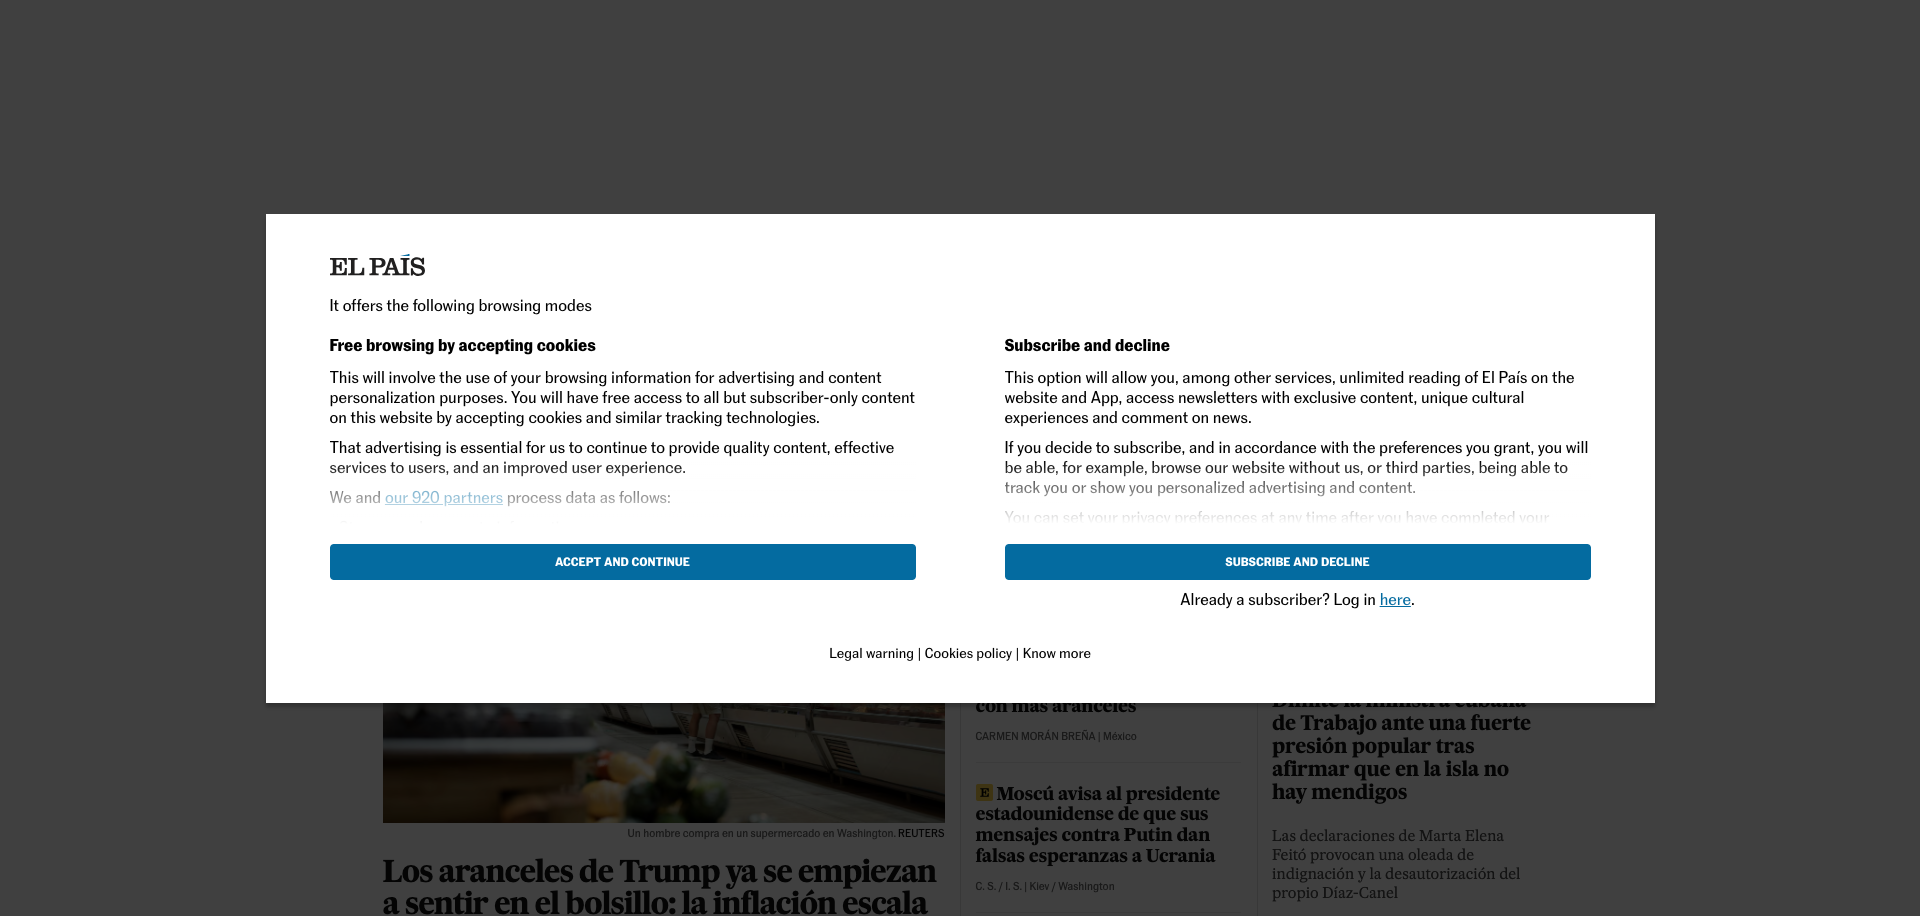 EL PAÍS
It offers the following browsing modes
Free browsing by accepting cookies
This will involve the use of your browsing information for advertising and content
personalization purposes. You will have free access to all but subscriber-only content
on this website by accepting cookies and similar tracking technologies.
That advertising is essential for us to continue to provide quality content, effective
services to users, and an improved user experience.
We and our 920 partners process data as follows:
ACCEPT AND CONTINUE
Subscribe and decline
This option will allow you, among other services, unlimited reading of El País on the
website and App, access newsletters with exclusive content, unique cultural
experiences and comment on news.
If you decide to subscribe, and in accordance with the preferences you grant, you will
be able, for example, browse our website without us, or third parties, being able to
track you or show you personalized advertising and content.
You can set your privacy preferences at any time after you have completed your
SUBSCRIBE AND DECLINE
Already a subscriber? Log in here.
Legal warning | Cookies policy | Know more
Un hombre compra en un supermercado en Washington. REUTERS
Los aranceles de Trump ya se empiezan
a sentir en el bolsillo: la inflación escala
con más aranceles
CARMEN MORÁN BREÑA | México
E Moscú avisa al presidente
estadounidense de que sus
mensajes contra Putin dan
falsas esperanzas a Ucrania
C. S. / I. S. | Kiev / Washington
Dimite la ministra cubana
de Trabajo ante una fuerte
presión popular tras
afirmar que en la isla no
hay mendigos
Las declaraciones de Marta Elena
Feitó provocan una oleada de
indignación y la desautorización del
propio Díaz-Canel